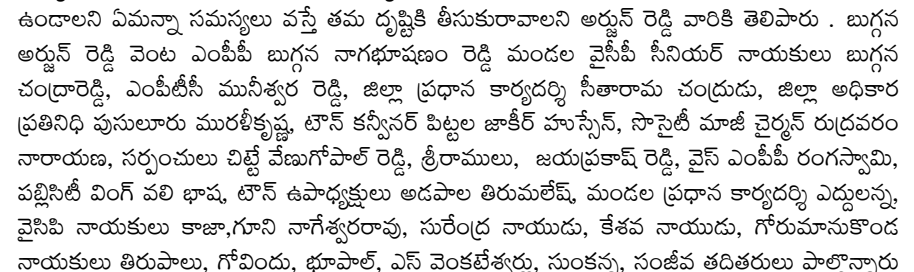 ఉండాలని ఏమన్నా సమస్యలు వస్తే తమ దృష్టికి తీసుకురావాలని అర్జున్ రెడ్డి వారికి తెలిపారు . బుగ్గన
అర్జున్ రెడ్డి వెంట ఎంపీపీ బుగ్గన నాగభూషణం రెడ్డి మండల వైసీపీ సీనియర్ నాయకులు బుగ్గన
చంద్రారెడ్డి, ఎంపీటీసీ మునీశ్వర రెడ్డి, జిల్లా ప్రధాన కార్యదర్శి సీతారామ చంద్రుడు, జిల్లా అధికార
ప్రతినిధి పుసులూరు మురళీకృష్ణ, టౌన్ కన్వీనర్ పిట్టల జాకీర్ హుస్సేన్, సొసైటీ మాజీ చైర్మన్ రుద్రవరం
నారాయణ, సర్పంచులు చిట్టే వేణుగోపాల్ రెడ్డి, శ్రీరాములు, జయప్రకాష్ రెడ్డి, వైస్ ఎంపీపీ రంగస్వామి,
పబ్లిసిటీ వింగ్ వలి భాష, టౌన్ ఉపాధ్యక్షులు అడపాల తిరుమలేష్, మండల ప్రధాన కార్యదర్శి ఎద్దులన్న,
వైసిపి నాయకులు కాజా,గూని నాగేశ్వరరావు, సురేంద్ర నాయుడు, కేశవ నాయుడు, గోరుమానుకొండ
నాయకులు తిరుపాలు, గోవిందు, భూపాల్, ఎస్ వెంకటేశ్వర్లు, సుంకన్న, సంజీవ తదితరులు పాల్గొన్నారు